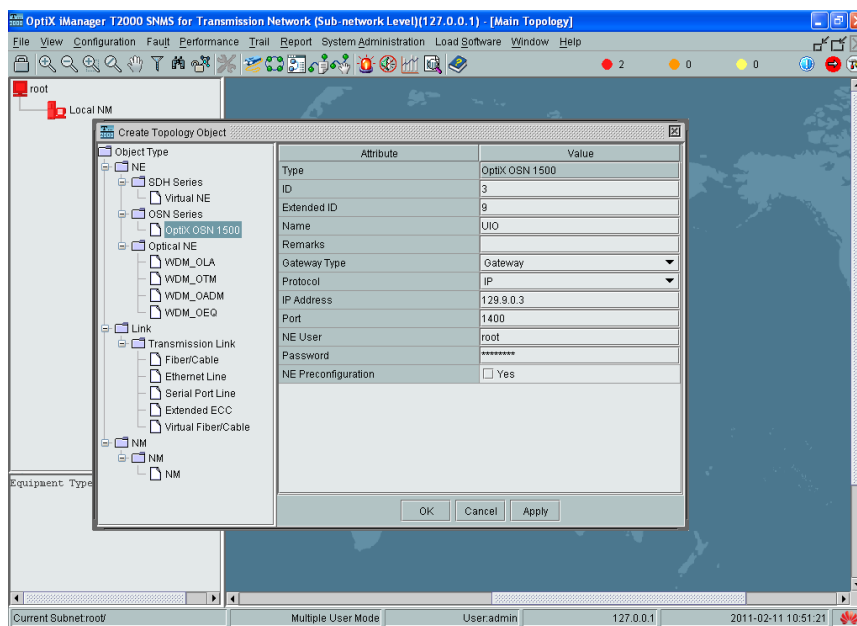 OptiX iManager T2000 SNMS for Transmission Network (Sub-network Level)(127.0.0.1) - [Main Topology]
File View Configuration Fault Performance Trail Report System Administration Load Software Window Help
2 0 0
root
Local NM
Create Topology Object
Object Type
NE
SDH Series
Virtual NE
OSN Series
OptiX OSN 1500
Optical NE
WDM_OLA
WDM_OTM
WDM_OADM
WDM_OEQ
Link
Transmission Link
Fiber/Cable
Ethernet Line
Serial Port Line
Extended ECC
Virtual Fiber/Cable
NM
NM
NM
Attribute Value
Type OptiX OSN 1500
ID 3
Extended ID 9
Name UIO
Remarks
Gateway Type Gateway
Protocol IP
IP Address 129.9.0.3
Port 1400
NE User root
Password ********
NE Preconfiguration Yes
OK Cancel Apply
Equipment Type
Current Subnet:root/ Multiple User Mode User:admin 127.0.0.1 2011-02-11 10:51:21